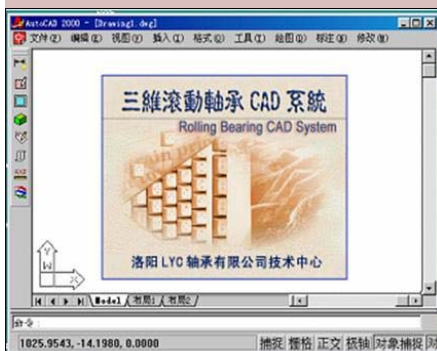 AutoCAD 2000 - [Drawing1.dwg]
文件(F) 编辑(E) 视图(V) 插入(I) 格式(O) 工具(T) 绘图(D) 标注(N) 修改(M)
三維滾動軸承 CAD 系統
Rolling Bearing CAD System
洛阳 LYC 轴承有限公司技术中心
Y
W
X
Model 布局1 布局2
命令:
1025.9543, -14.1980, 0.0000 捕捉 栅格 正交 极轴 对象捕捉